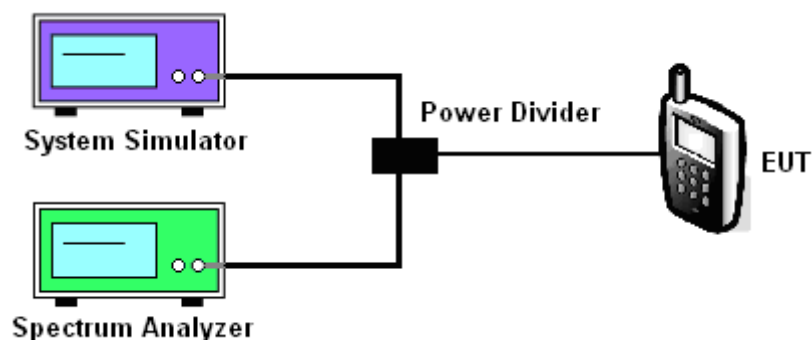 System Simulator
Power Divider
EUT
Spectrum Analyzer